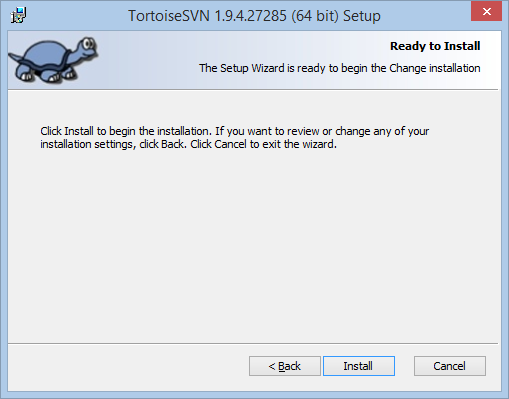 TortoiseSVN 1.9.4.27285 (64 bit) Setup
Ready to Install
The Setup Wizard is ready to begin the Change installation
Click Install to begin the installation. If you want to review or change any of your
installation settings, click Back. Click Cancel to exit the wizard.
< Back Install Cancel